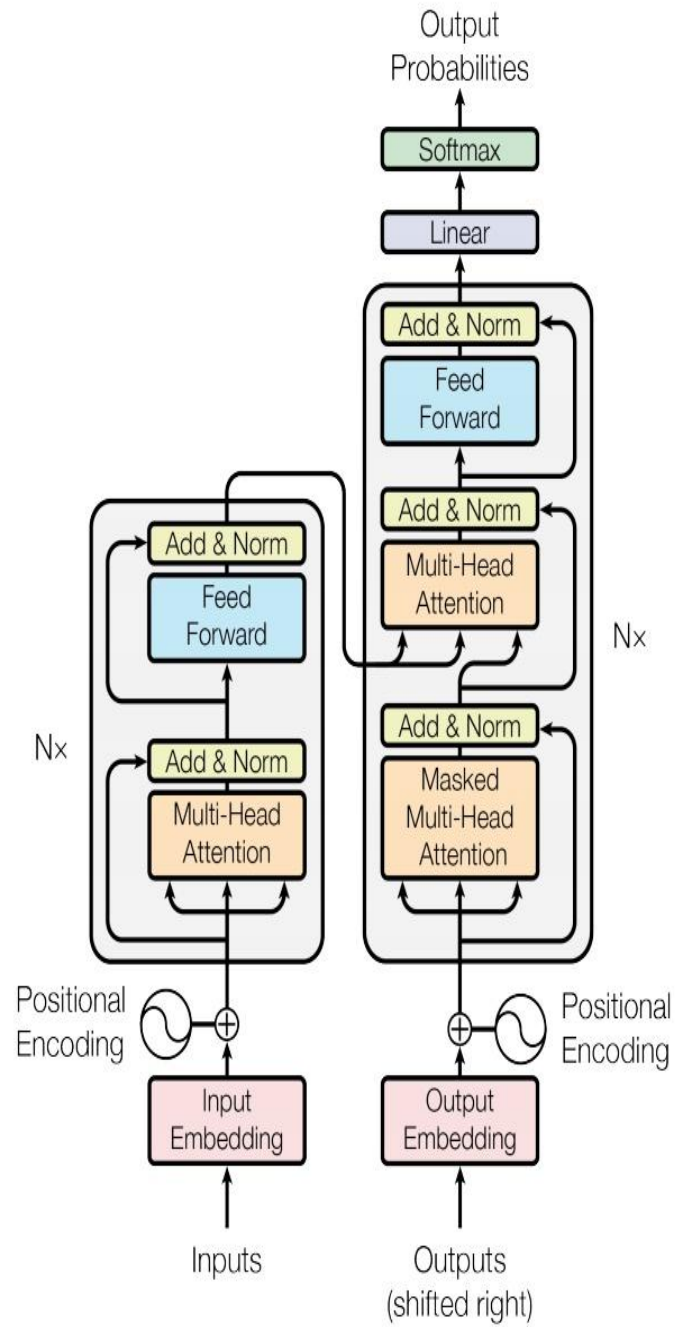 Output
Probabilities
Softmax
Linear
Add & Norm
Feed
Forward
Add & Norm
Multi-Head
Attention
Nx
Add & Norm
Masked
Multi-Head
Attention
Add & Norm
Feed
Forward
Nx
Add & Norm
Multi-Head
Attention
Positional
Encoding
Positional
Encoding
Input
Embedding
Output
Embedding
Inputs
Outputs
(shifted right)